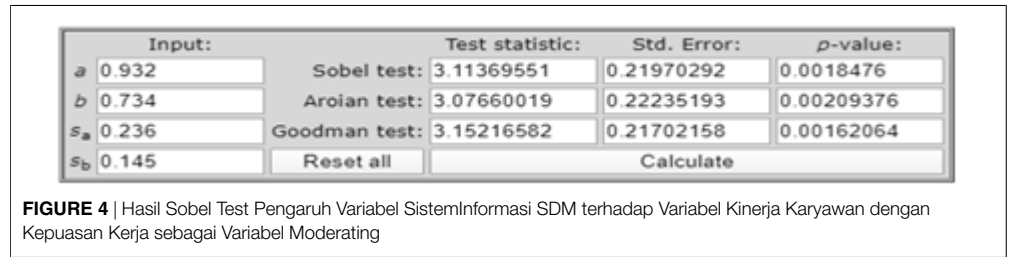 Input: Test statistic: Std. Error: p-value:
a 0.932 Sobel test: 3.11369551 0.21970292 0.0018476
b 0.734 Aroian test: 3.07660019 0.22235193 0.00209376
sa 0.236 Goodman test: 3.15216582 0.21702158 0.00162064
sb 0.145 Reset all Calculate
FIGURE 4 | Hasil Sobel Test Pengaruh Variabel SistemInformasi SDM terhadap Variabel Kinerja Karyawan dengan
Kepuasan Kerja sebagai Variabel Moderating